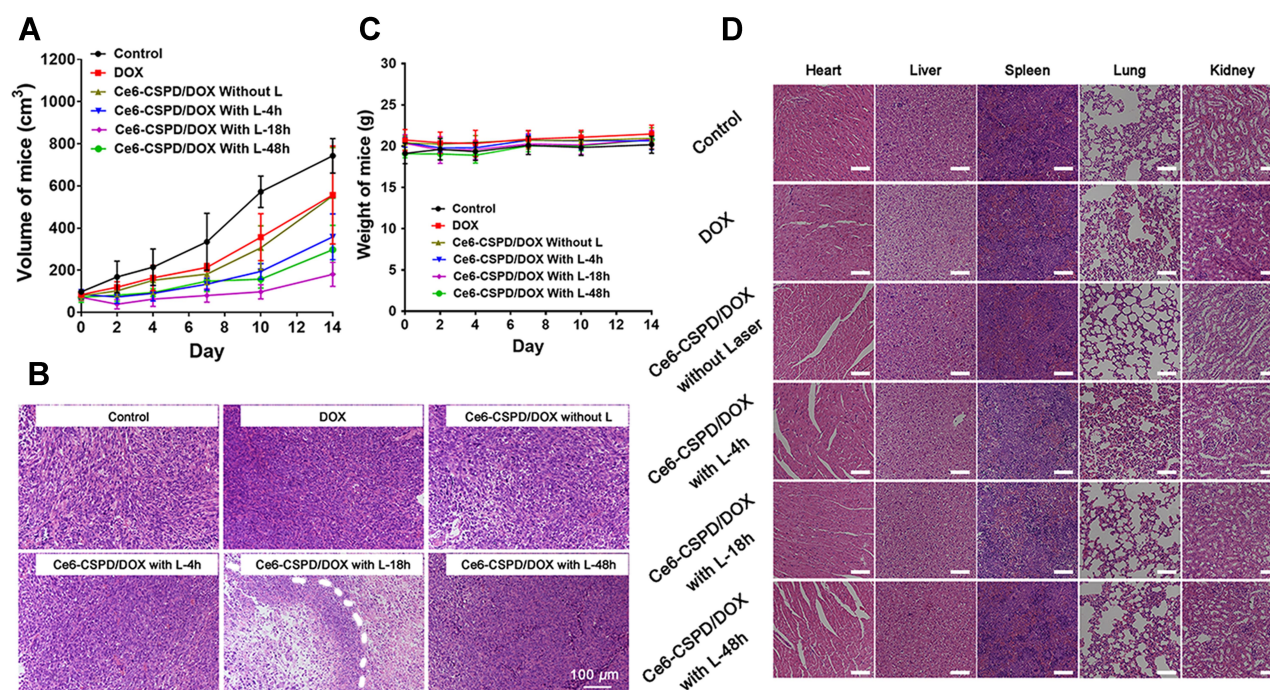 A
1200
1000
800
600
400
200
0
Volume of mice (cm³)
0 2 4 6 8 10 12 14
Day
Control
DOX
Ce6-CSPD/DOX Without L
Ce6-CSPD/DOX With L-4h
Ce6-CSPD/DOX With L-18h
Ce6-CSPD/DOX With L-48h
C
30
25
20
15
10
5
0
Weight of mice (g)
0 2 4 6 8 10 12 14
Day
Control
DOX
Ce6-CSPD/DOX Without L
Ce6-CSPD/DOX With L-4h
Ce6-CSPD/DOX With L-18h
Ce6-CSPD/DOX With L-48h
B
Control DOX Ce6-CSPD/DOX without L
Ce6-CSPD/DOX with L-4h Ce6-CSPD/DOX with L-18h Ce6-CSPD/DOX with L-48h
100 μm
D
Heart Liver Spleen Lung Kidney
Control
DOX
Ce6-CSPD/DOX
without Laser
Ce6-CSPD/DOX
with L-4h
Ce6-CSPD/DOX
with L-18h
Ce6-CSPD/DOX
with L-48h